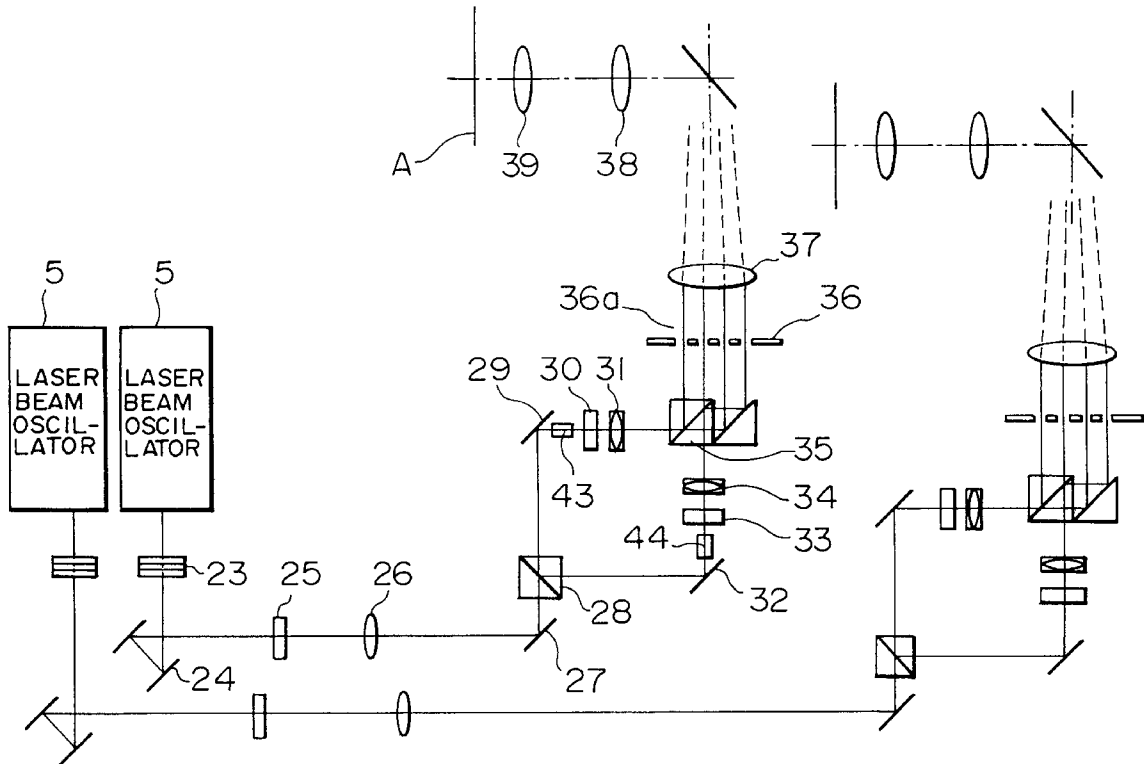 39
38
A
37
5
5
36a
36
LASER
BEAM
OSCIL-
LATOR
LASER
BEAM
OSCIL-
LATOR
29
30
31
35
43
34
33
44
23
25
26
28
32
24
27